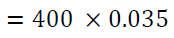 = 400 × 0.035